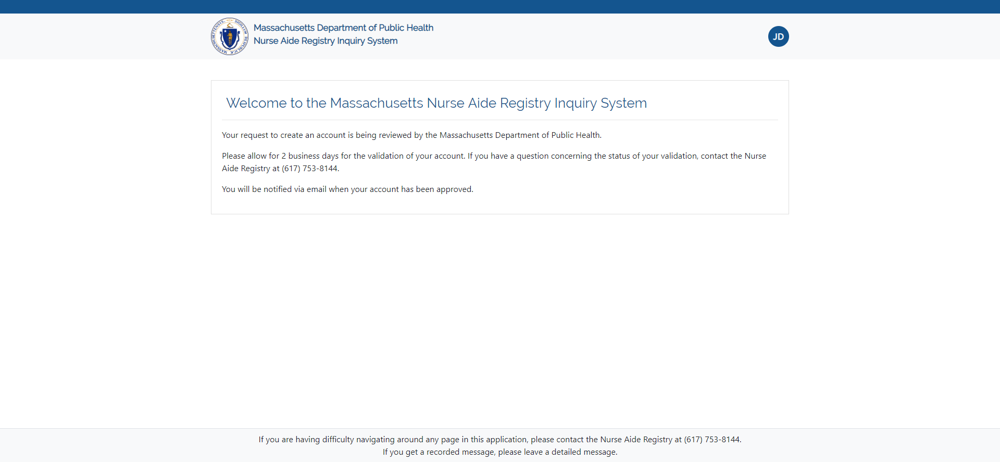 Massachusetts Department of Public Health
Nurse Aide Registry Inquiry System
JD
Welcome to the Massachusetts Nurse Aide Registry Inquiry System
Your request to create an account is being reviewed by the Massachusetts Department of Public Health.
Please allow for 2 business days for the validation of your account. If you have a question concerning the status of your validation, contact the Nurse
Aide Registry at (617) 753-8144.
You will be notified via email when your account has been approved.
If you are having difficulty navigating around any page in this application, please contact the Nurse Aide Registry at (617) 753-8144.
If you get a recorded message, please leave a detailed message.